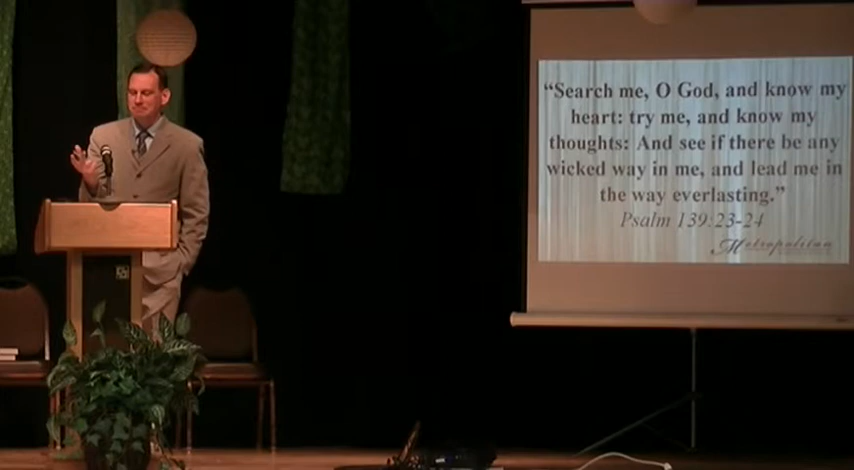 “Search me, O God, and know my
heart: try me, and know my
thoughts: And see if there be any
wicked way in me, and lead me in
the way everlasting.”
Psalm 139:23-24
Metropolitan